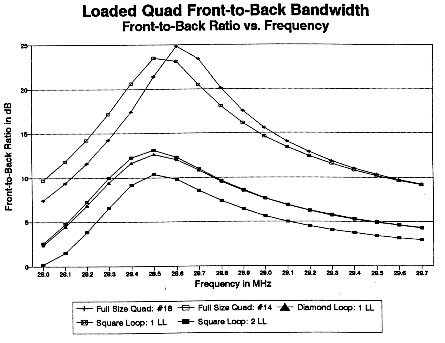 Loaded Quad Front-to-Back Bandwidth
Front-to-Back Ratio vs. Frequency
Front-to-Back Ratio in dB
25
20
15
10
5
0
28.0 28.1 28.2 28.3 28.4 28.5 28.6 28.7 28.8 28.9 29.0 29.1 29.2 29.3 29.4 29.5 29.6 29.7
Frequency in MHz
Full Size Quad: #18 Full Size Quad: #14 Diamond Loop: 1 LL
Square Loop: 1 LL Square Loop: 2 LL